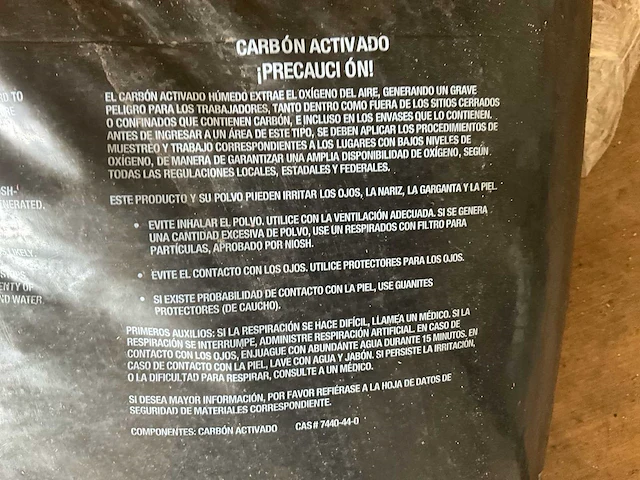 CARBÓN ACTIVADO
¡PRECAUCI ÓN!
EL CARBÓN ACTIVADO HÚMEDO EXTRAE EL OXÍGENO DEL AIRE, GENERANDO UN GRAVE
PELIGRO PARA LOS TRABAJADORES, TANTO DENTRO COMO FUERA DE LOS SITIOS CERRADOS
O CONFINADOS QUE CONTIENEN CARBÓN, E INCLUSO EN LOS ENVASES QUE LO CONTIENEN.
ANTES DE INGRESAR A UN ÁREA DE ESTE TIPO, SE DEBEN APLICAR LOS PROCEDIMIENTOS DE
MUESTREO Y TRABAJO CORRESPONDIENTES A LOS LUGARES CON BAJOS NIVELES DE
OXÍGENO, DE MANERA DE GARANTIZAR UNA AMPLIA DISPONIBILIDAD DE OXÍGENO, SEGÚN
TODAS LAS REGULACIONES LOCALES, ESTADALES Y FEDERALES.
ESTE PRODUCTO Y SU POLVO PUEDEN IRRITAR LOS OJOS, LA NARIZ, LA GARGANTA Y LA PIEL.
• EVITE INHALAR EL POLVO. UTILICE CON LA VENTILACIÓN ADECUADA. SI SE GENERA
UNA CANTIDAD EXCESIVA DE POLVO, USE UN RESPIRADOS CON FILTRO PARA
PARTÍCULAS, APROBADO POR NIOSH.
• EVITE EL CONTACTO CON LOS OJOS. UTILICE PROTECTORES PARA LOS OJOS.
• SI EXISTE PROBABILIDAD DE CONTACTO CON LA PIEL, USE GUANITES
PROTECTORES (DE CAUCHO).
PRIMEROS AUXILIOS: SI LA RESPIRACIÓN SE HACE DIFÍCIL, LLAMEA UN MÉDICO. SI LA
RESPIRACIÓN SE INTERRUMPE, ADMINISTRE RESPIRACIÓN ARTIFICIAL. EN CASO DE
CONTACTO CON LOS OJOS, ENJUAGUE CON ABUNDANTE AGUA DURANTE 15 MINUTOS. EN
CASO DE CONTACTO CON LA PIEL, LAVE CON AGUA Y JABÓN. SI PERSISTE LA IRRITACIÓN,
O LA DIFICULTAD PARA RESPIRAR, CONSULTE A UN MÉDICO.
SI DESEA MAYOR INFORMACIÓN, POR FAVOR REFIÉRASE A LA HOJA DE DATOS DE
SEGURIDAD DE MATERIALES CORRESPONDIENTE.
COMPONENTES: CARBÓN ACTIVADO CAS # 7440-44-0